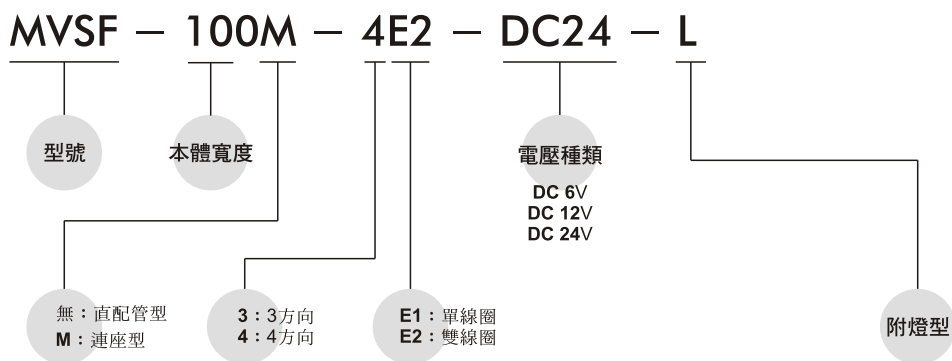 MVSF - 100M - 4E2 - DC24 - L
型號
本體寬度
電壓種類
DC 6V
DC 12V
DC 24V
無：直配管型
M：連座型
3：3方向
4：4方向
E1：單線圈
E2：雙線圈
附燈型